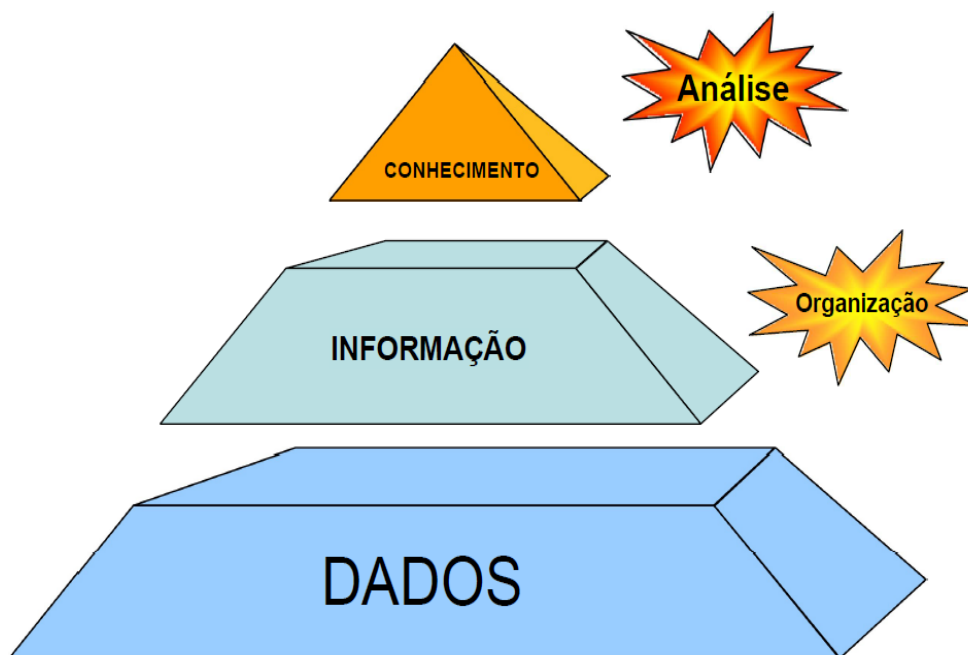 Análise
CONHECIMENTO
Organização
INFORMAÇÃO
DADOS